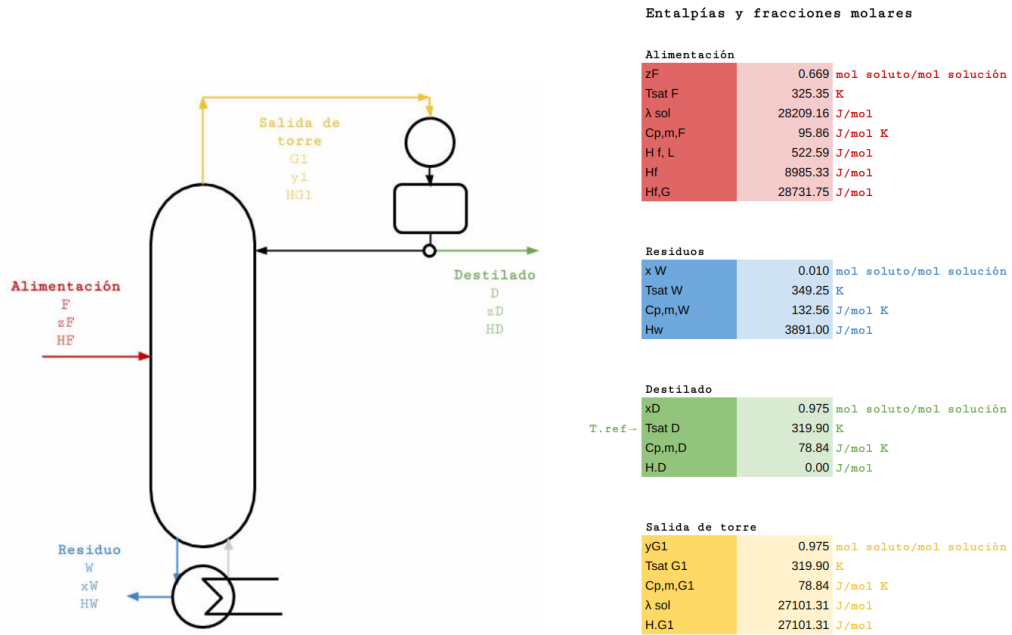 Entalpías y fracciones molares
Salida de
torre
G1
y1
HG1
Alimentación
F
zF
HF
Destilado
D
zD
HD
Residuo
W
xW
HW
Alimentación
zF 0.669 mol soluto/mol solución
Tsat F 325.35 K
λ sol 28209.16 J/mol
Cp,m,F 95.86 J/mol K
H f, L 522.59 J/mol
Hf 8985.33 J/mol
Hf,G 28731.75 J/mol
Residuos
x W 0.010 mol soluto/mol solución
Tsat W 349.25 K
Cp,m,W 132.56 J/mol K
Hw 3891.00 J/mol
Destilado
xD 0.975 mol soluto/mol solución
T.ref→ Tsat D 319.90 K
Cp,m,D 78.84 J/mol K
H.D 0.00 J/mol
Salida de torre
yG1 0.975 mol soluto/mol solución
Tsat G1 319.90 K
Cp,m,G1 78.84 J/mol K
λ sol 27101.31 J/mol
H.G1 27101.31 J/mol